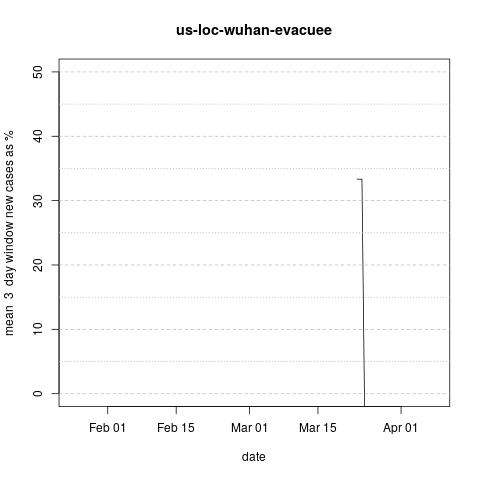 us-loc-wuhan-evacuee
mean 3 day window new cases as %
50
40
30
20
10
0
Feb 01 Feb 15 Mar 01 Mar 15 Apr 01
date